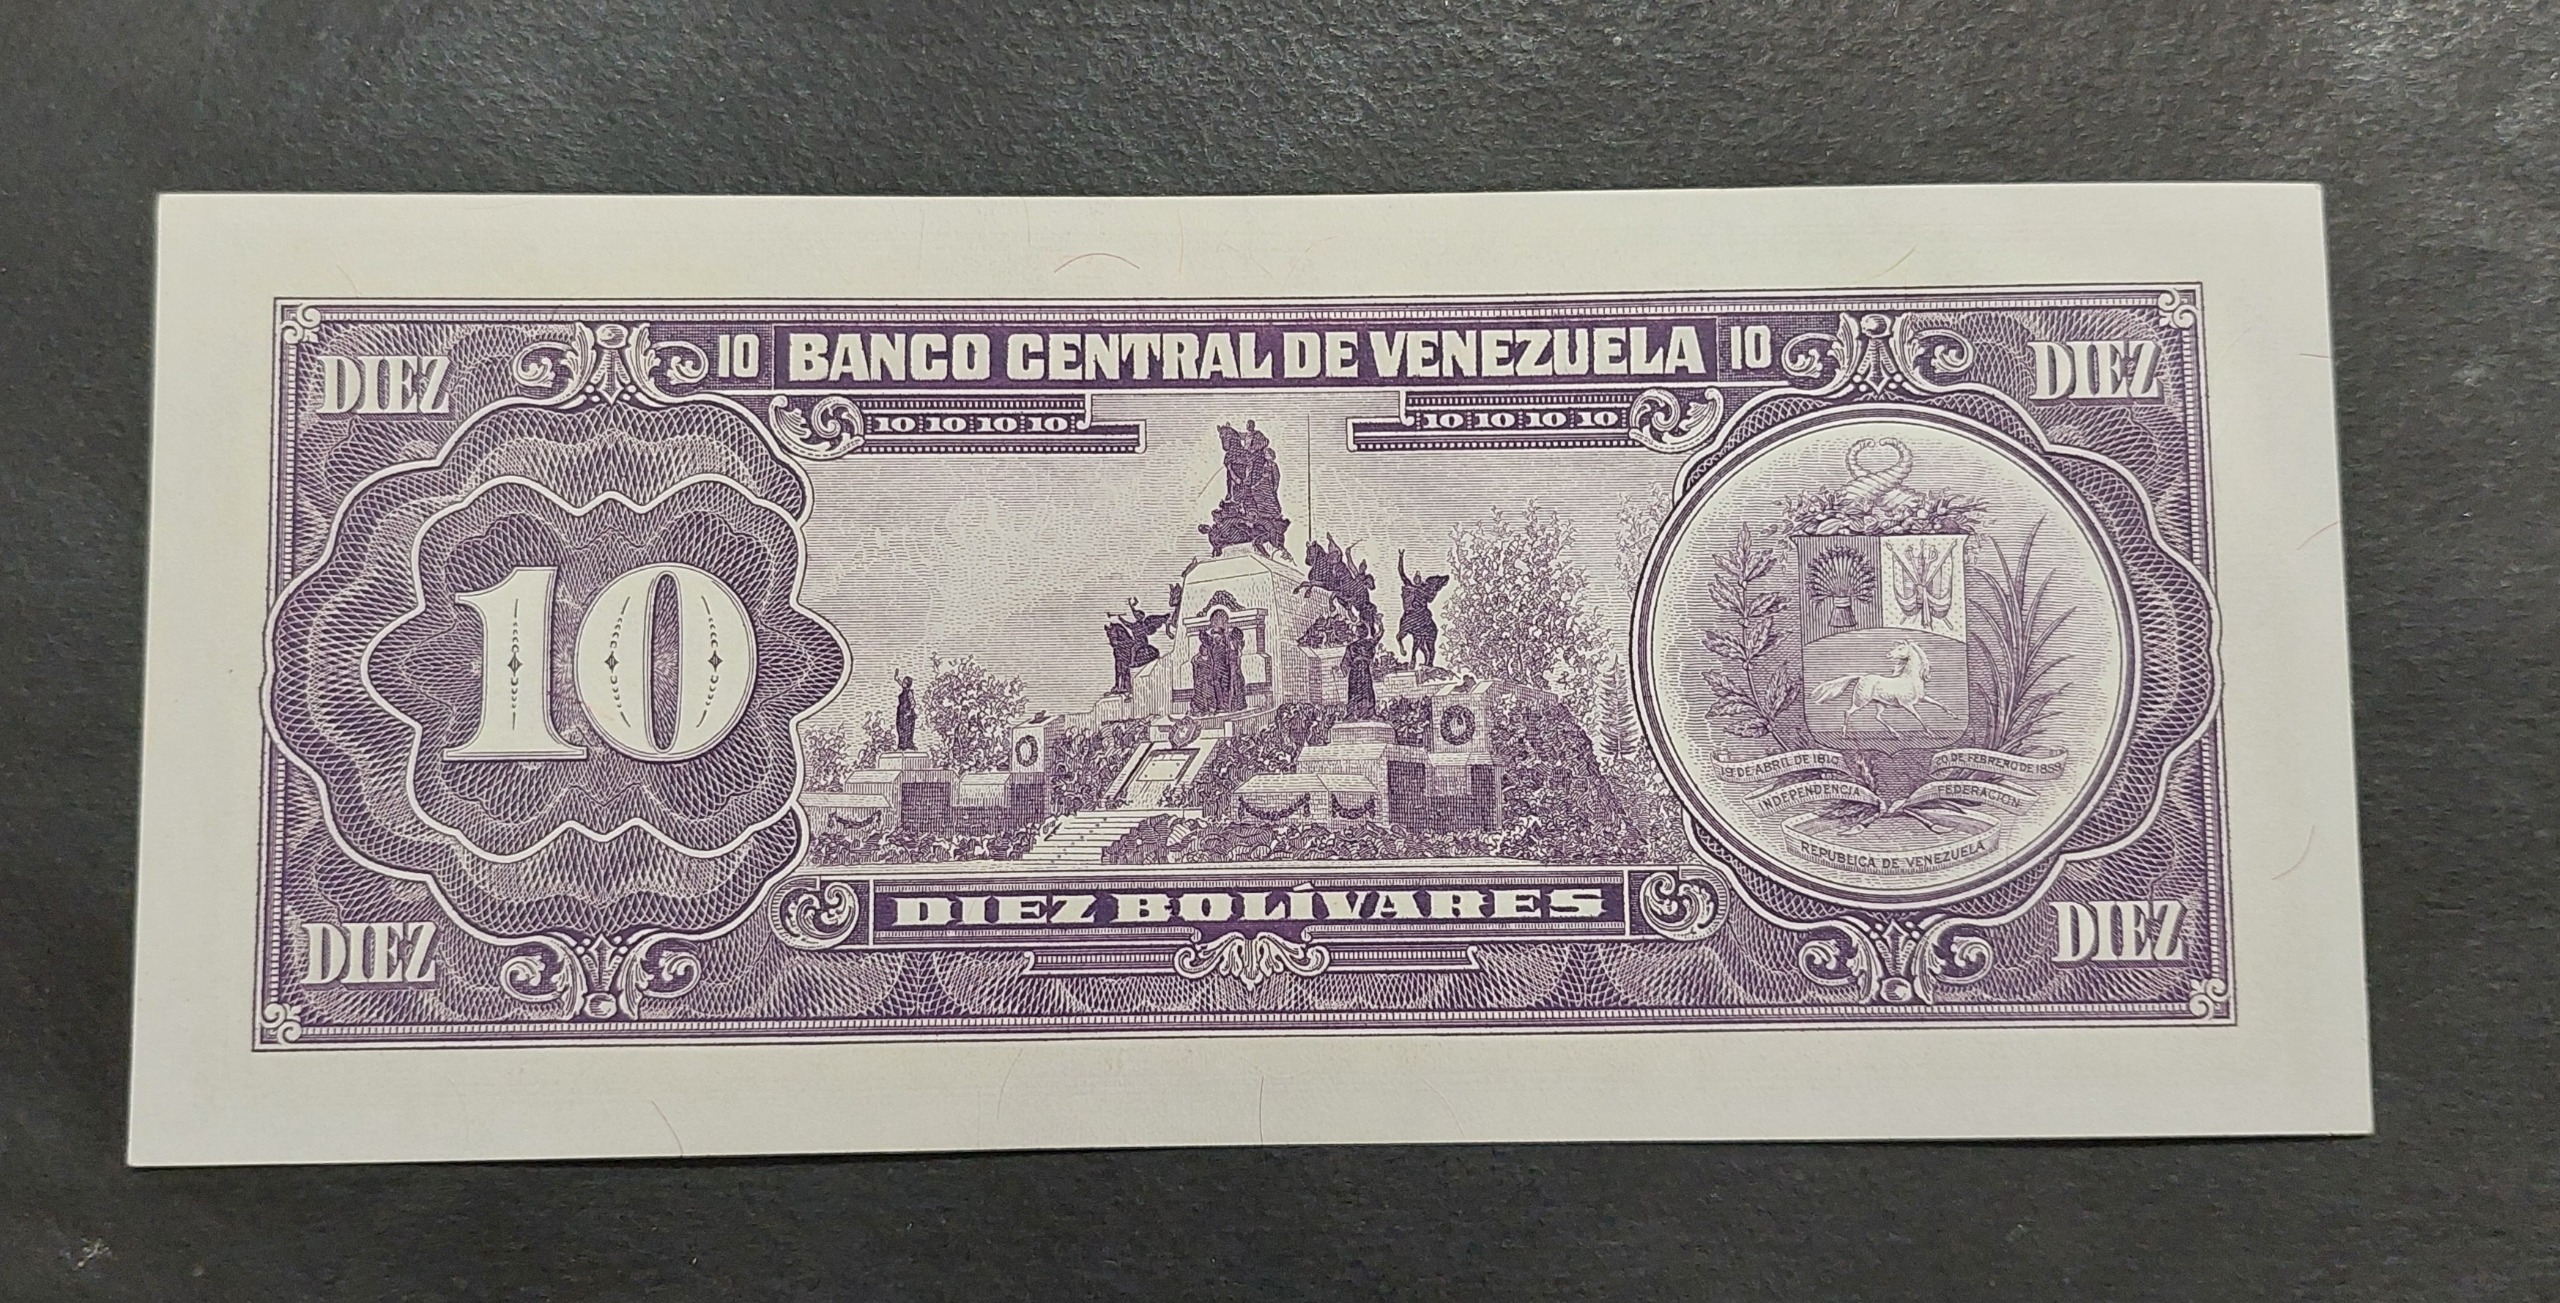 DIEZ
10 BANCO CENTRAL DE VENEZUELA 10
DIEZ
10 10 10 10
10 10 10 10
10
19 DE ABRIL DE 1810
20 DE FEBRERO DE 1859
INDEPENDENCIA
FEDERACION
REPUBLICA DE VENEZUELA
DIEZ
DIEZ BOLÍVARES
DIEZ